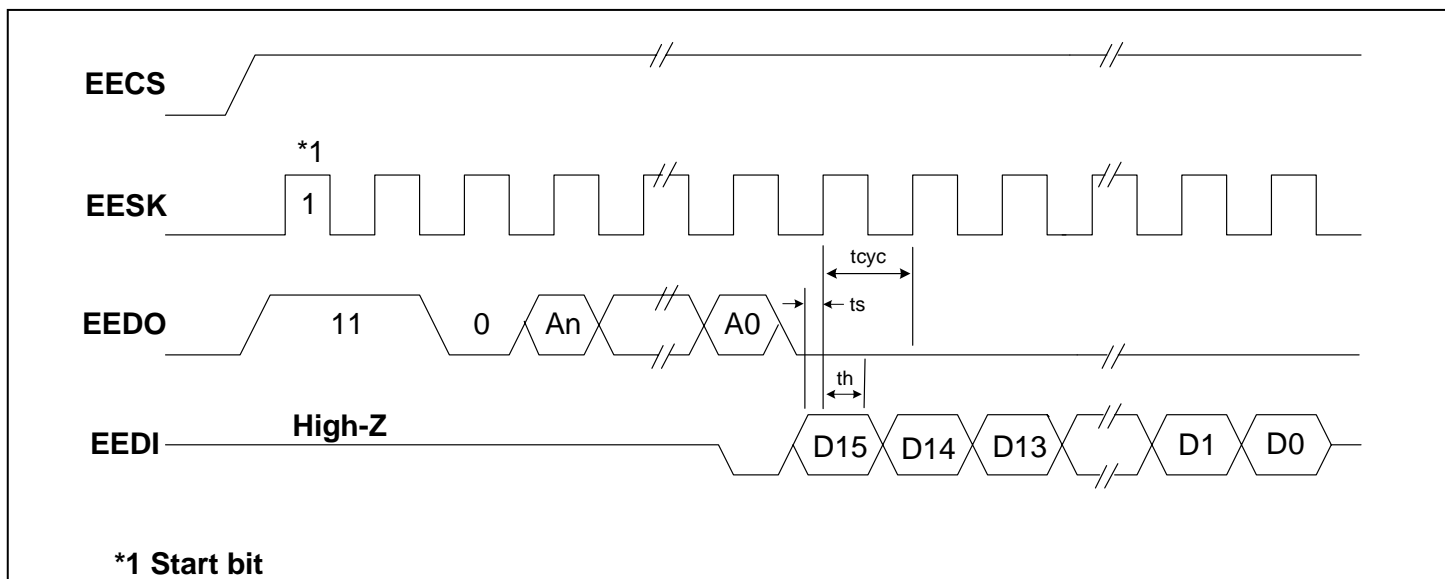 EECS
*1
EESK 1
tcyc
ts
EEDO 11 0 An A0
th
High-Z
EEDI D15 D14 D13 D1 D0
*1 Start bit